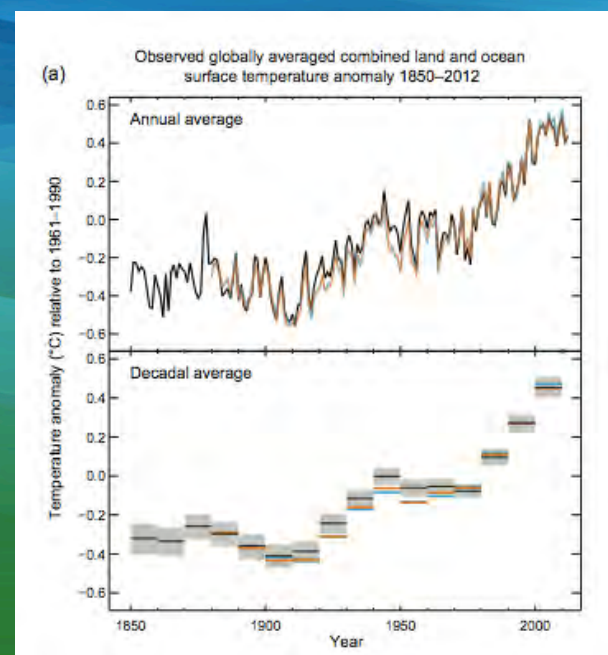 (a)
Observed globally averaged combined land and ocean
surface temperature anomaly 1850–2012
Temperature anomaly (°C) relative to 1961–1990
Annual average
0.6
0.4
0.2
0.0
−0.2
−0.4
−0.6
Decadal average
0.6
0.4
0.2
0.0
−0.2
−0.4
−0.6
1850
1900
1950
2000
Year